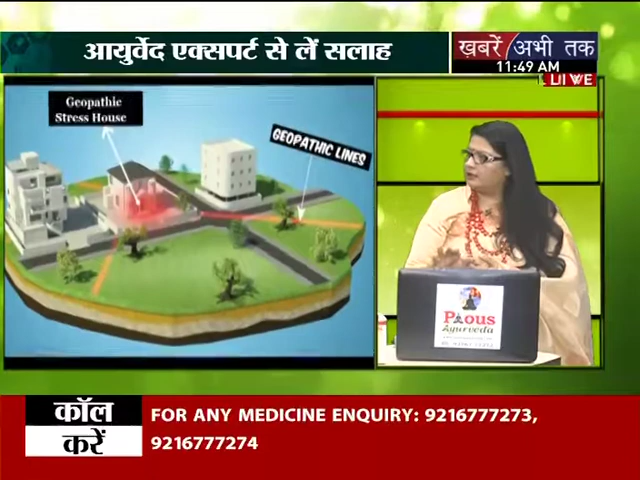 आयुर्वेद एक्सपर्ट से लें सलाह
ख़बरें अभी तक
11:49 AM
LIVE
Geopathic
Stress House
GEOPATHIC LINES
Pious
Ayurveda
कॉल
करें
FOR ANY MEDICINE ENQUIRY: 9216777273,
9216777274